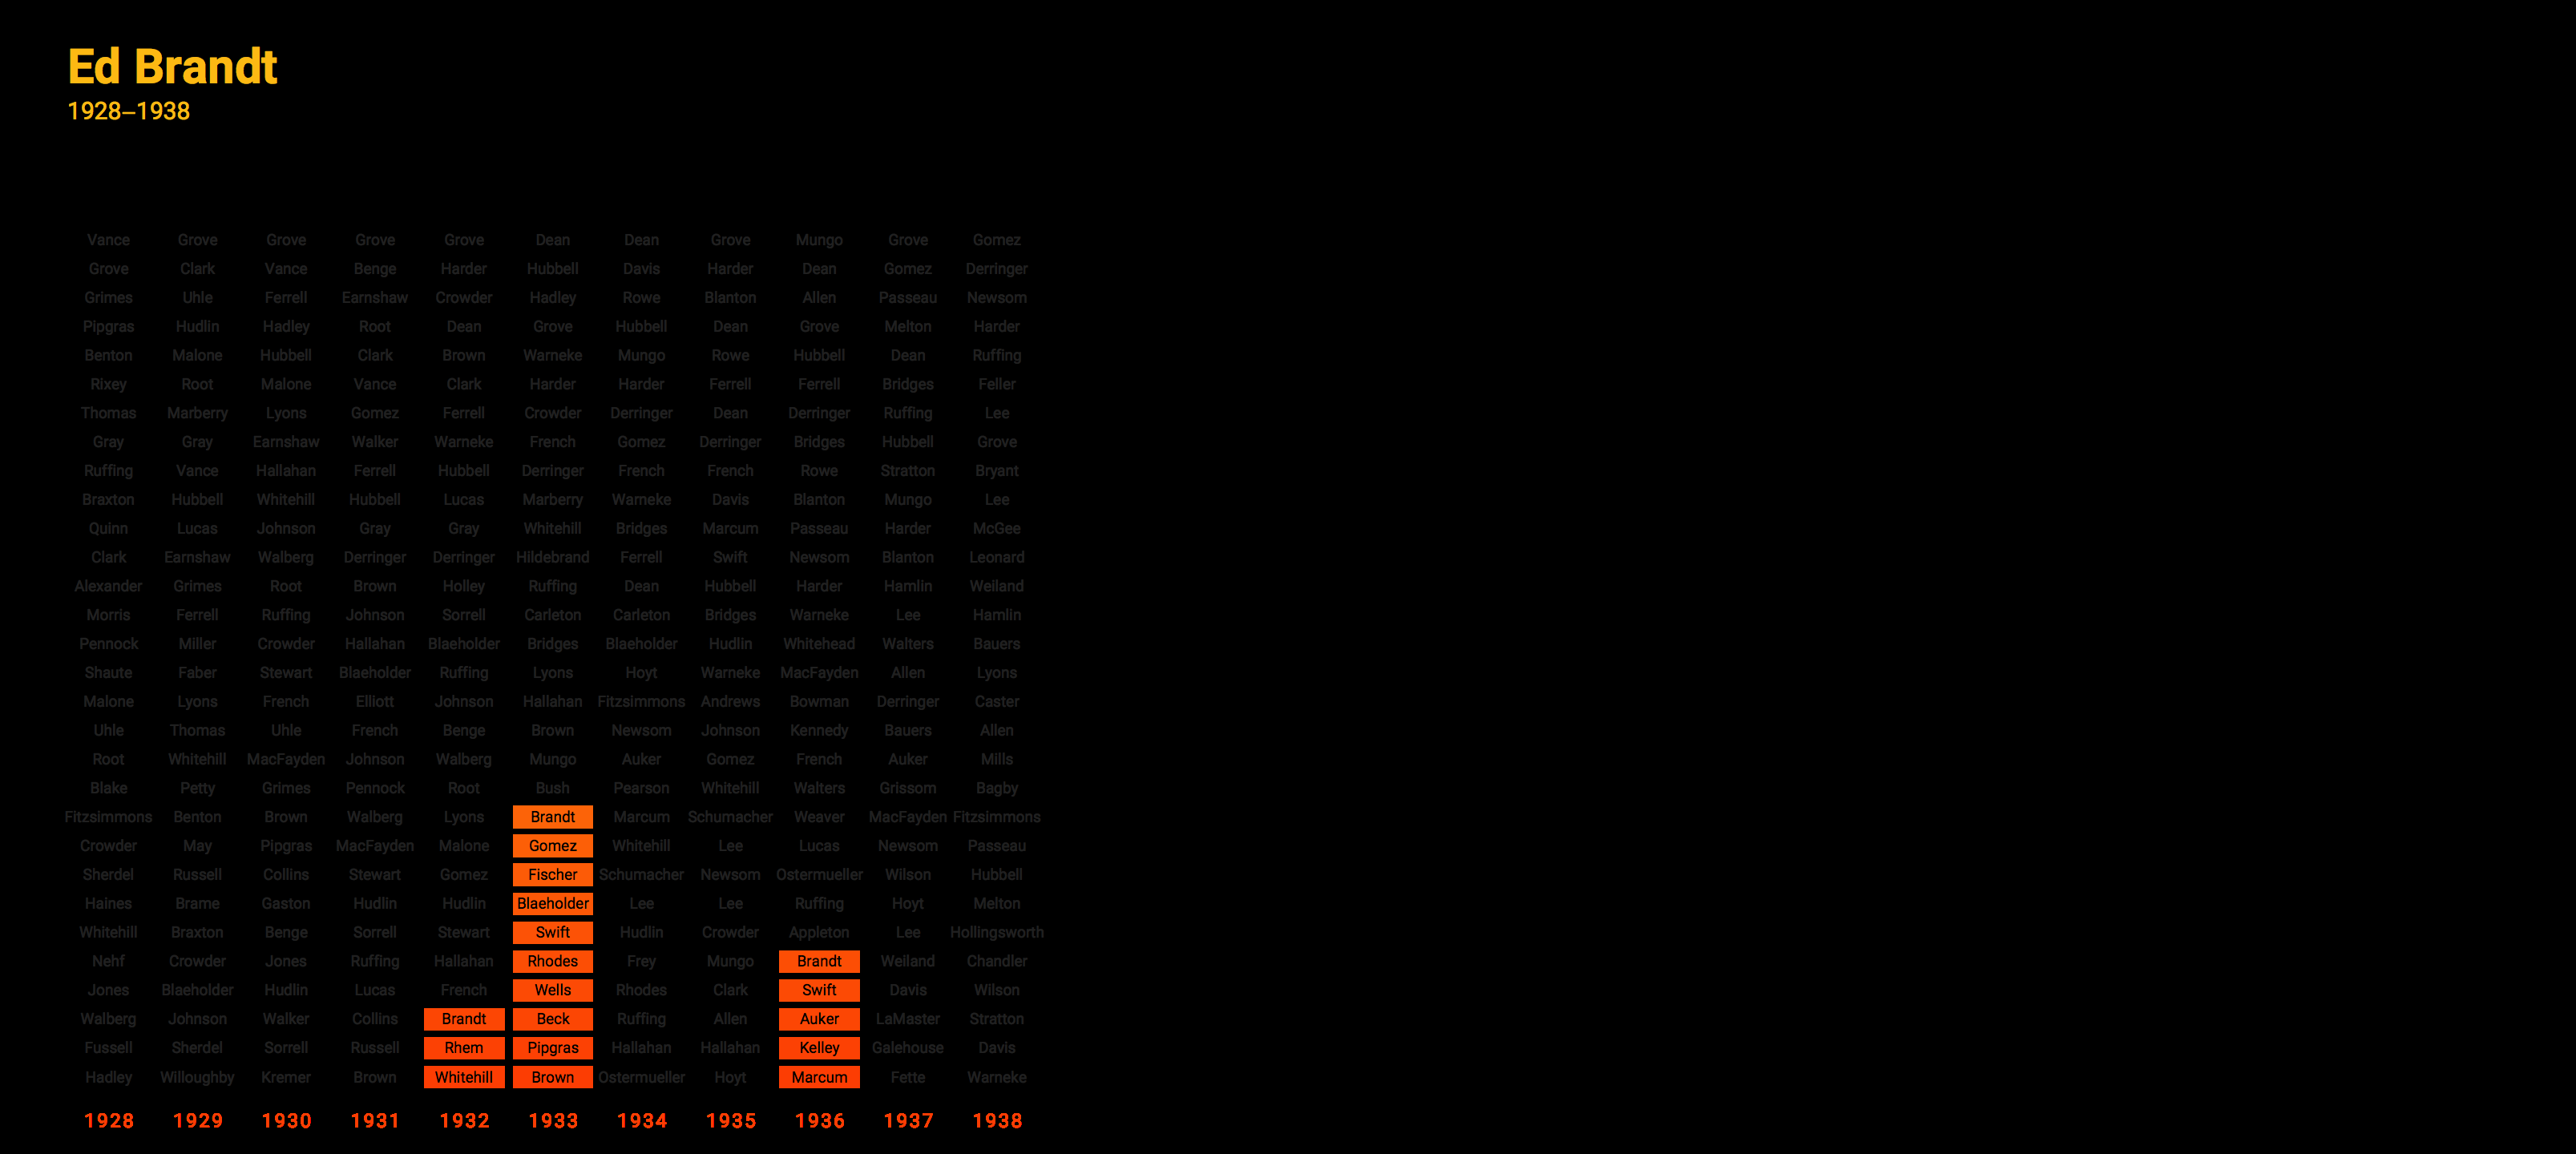 Ed Brandt
1928–1938
Vance Grove Grove Grove Grove Dean Dean Grove Mungo Grove Gomez
Grove Clark Vance Benge Harder Hubbell Davis Harder Dean Gomez Derringer
Grimes Uhle Ferrell Earnshaw Crowder Hadley Rowe Blanton Allen Passeau Newsom
Pipgras Hudlin Hadley Root Dean Grove Hubbell Dean Grove Melton Harder
Benton Malone Hubbell Clark Brown Warneke Mungo Rowe Hubbell Dean Ruffing
Rixey Root Malone Vance Clark Harder Harder Ferrell Ferrell Bridges Feller
Thomas Marberry Lyons Gomez Ferrell Crowder Derringer Dean Derringer Ruffing Lee
Gray Gray Earnshaw Walker Warneke French Gomez Derringer Bridges Hubbell Grove
Ruffing Vance Hallahan Ferrell Hubbell Derringer French French Rowe Stratton Bryant
Braxton Hubbell Whitehill Hubbell Lucas Marberry Warneke Davis Blanton Mungo Lee
Quinn Lucas Johnson Gray Gray Whitehill Bridges Marcum Passeau Harder McGee
Clark Earnshaw Walberg Derringer Derringer Hildebrand Ferrell Swift Newsom Blanton Leonard
Alexander Grimes Root Brown Holley Ruffing Dean Hubbell Harder Hamlin Weiland
Morris Ferrell Ruffing Johnson Sorrell Carleton Carleton Bridges Warneke Lee Hamlin
Pennock Miller Crowder Hallahan Blaeholder Bridges Blaeholder Hudlin Whitehead Walters Bauers
Shaute Faber Stewart Blaeholder Ruffing Lyons Hoyt Warneke MacFayden Allen Lyons
Malone Lyons French Elliott Johnson Hallahan Fitzsimmons Andrews Bowman Derringer Caster
Uhle Thomas Uhle French Benge Brown Newsom Johnson Kennedy Bauers Allen
Root Whitehill MacFayden Johnson Walberg Mungo Auker Gomez French Auker Mills
Blake Petty Grimes Pennock Root Bush Pearson Whitehill Walters Grissom Bagby
Fitzsimmons Benton Brown Walberg Lyons Brandt Marcum Schumacher Weaver MacFayden Fitzsimmons
Crowder May Pipgras MacFayden Malone Gomez Whitehill Lee Lucas Newsom Passeau
Sherdel Russell Collins Stewart Gomez Fischer Schumacher Newsom Ostermueller Wilson Hubbell
Haines Brame Gaston Hudlin Hudlin Blaeholder Lee Lee Ruffing Hoyt Melton
Whitehill Braxton Benge Sorrell Stewart Swift Hudlin Crowder Appleton Lee Hollingsworth
Nehf Crowder Jones Ruffing Hallahan Rhodes Frey Mungo Brandt Weiland Chandler
Jones Blaeholder Hudlin Lucas French Wells Rhodes Clark Swift Davis Wilson
Walberg Johnson Walker Collins Brandt Beck Ruffing Allen Auker LaMaster Stratton
Fussell Sherdel Sorrell Russell Rhem Pipgras Hallahan Hallahan Kelley Galehouse Davis
Hadley Willoughby Kremer Brown Whitehill Brown Ostermueller Hoyt Marcum Fette Warneke
1928 1929 1930 1931 1932 1933 1934 1935 1936 1937 1938